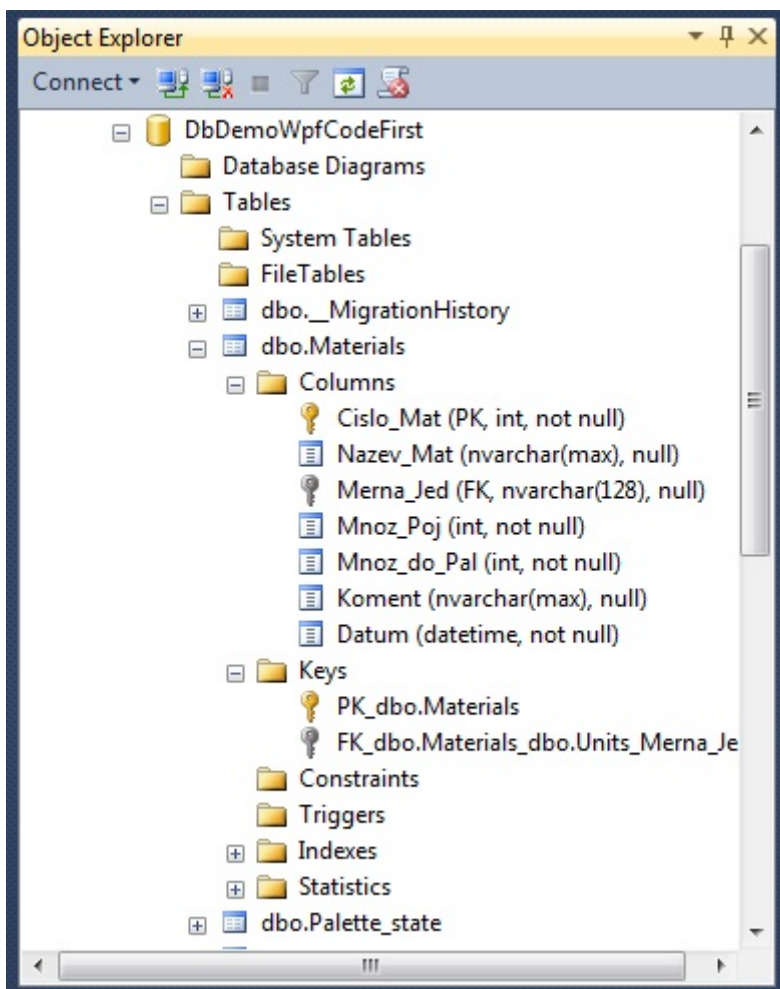 Object Explorer
Connect
DbDemoWpfCodeFirst
Database Diagrams
Tables
System Tables
FileTables
dbo.__MigrationHistory
dbo.Materials
Columns
Cislo_Mat (PK, int, not null)
Nazev_Mat (nvarchar(max), null)
Merna_Jed (FK, nvarchar(128), null)
Mnoz_Poj (int, not null)
Mnoz_do_Pal (int, not null)
Koment (nvarchar(max), null)
Datum (datetime, not null)
Keys
PK_dbo.Materials
FK_dbo.Materials_dbo.Units_Merna_Je
Constraints
Triggers
Indexes
Statistics
dbo.Palette_state